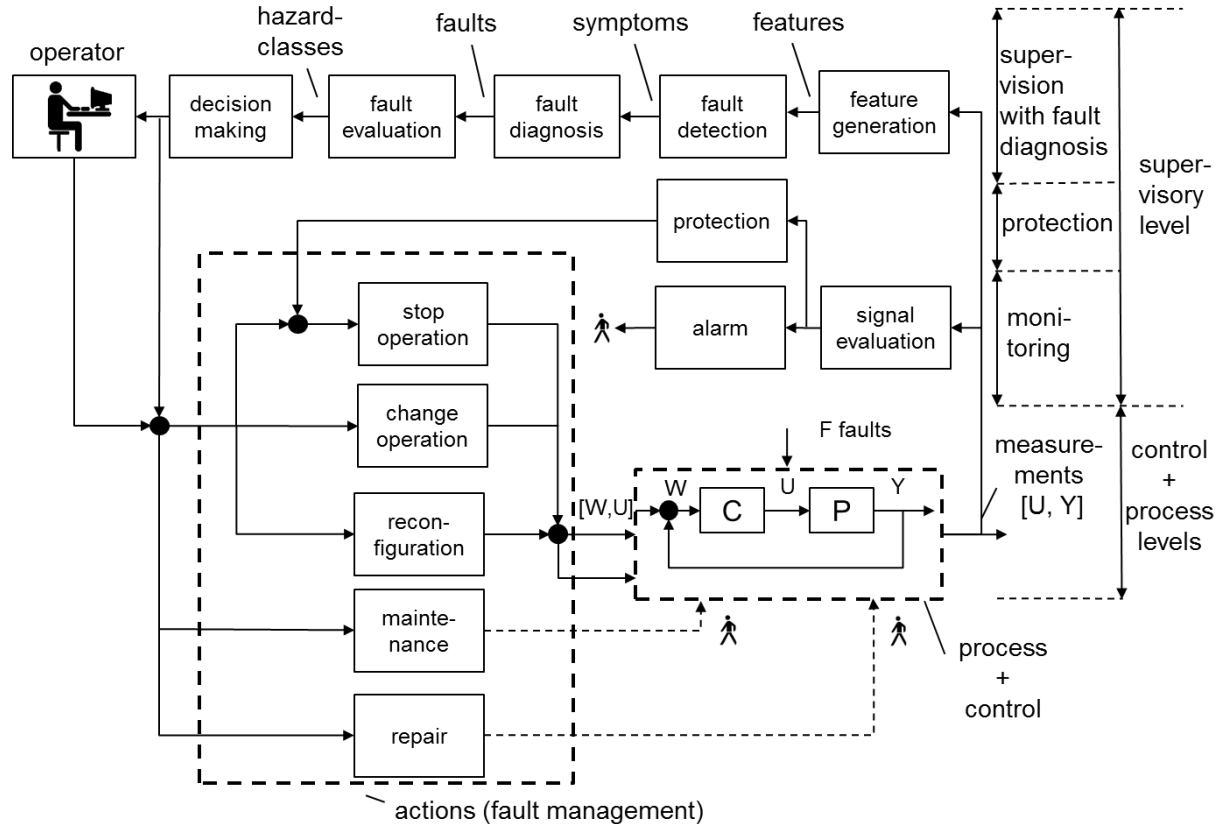 hazard-
classes
faults
symptoms
features
operator
decision
making
fault
evaluation
fault
diagnosis
fault
detection
feature
generation
super-
vision
with fault
diagnosis
super-
visory
level
protection
protection
stop
operation
alarm
signal
evaluation
moni-
toring
change
operation
F faults
measure-
ments
[U, Y]
control
+
process
levels
[W,U]
W
C
U
P
Y
recon-
figuration
mainte-
nance
process
+
control
repair
actions (fault management)